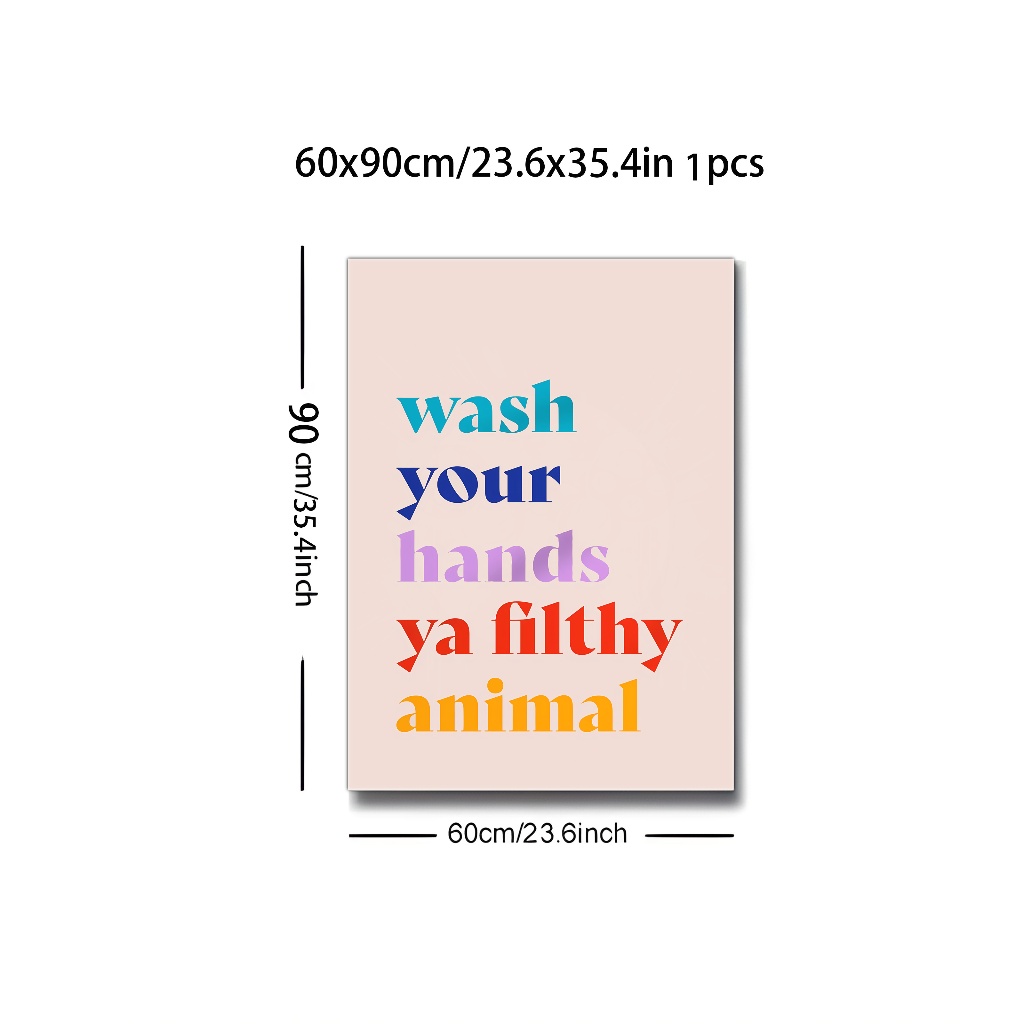 60x90cm/23.6x35.4in 1pcs
90 cm/35.4inch
wash
your
hands
ya filthy
animal
60cm/23.6inch